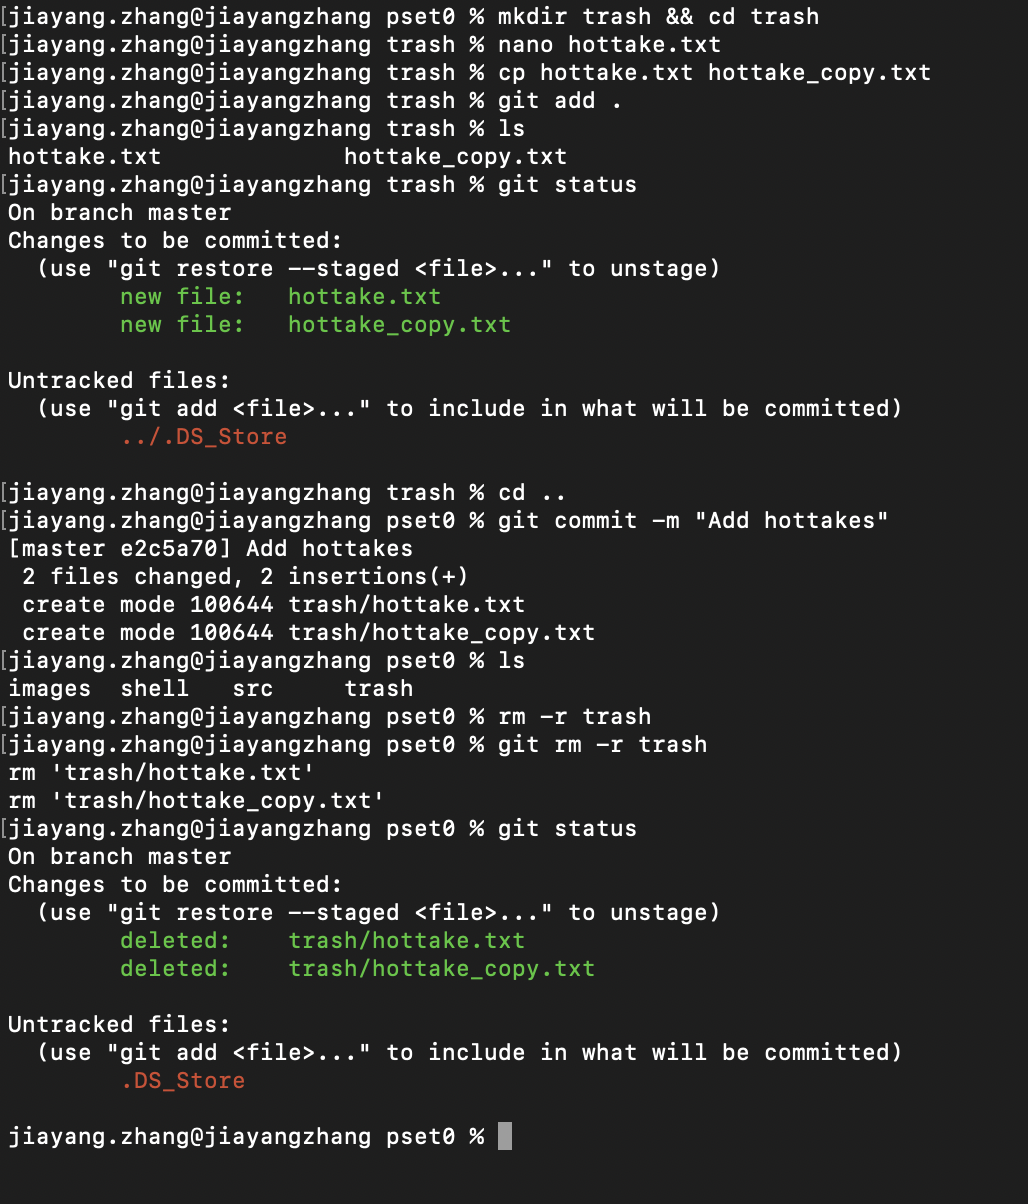 [jiayang.zhang@jiayangzhang pset0 % mkdir trash && cd trash
[jiayang.zhang@jiayangzhang trash % nano hottake.txt
[jiayang.zhang@jiayangzhang trash % cp hottake.txt hottake_copy.txt
[jiayang.zhang@jiayangzhang trash % git add .
[jiayang.zhang@jiayangzhang trash % ls
hottake.txt             hottake_copy.txt
[jiayang.zhang@jiayangzhang trash % git status
On branch master
Changes to be committed:
  (use "git restore --staged <file>..." to unstage)
        new file:   hottake.txt
        new file:   hottake_copy.txt

Untracked files:
  (use "git add <file>..." to include in what will be committed)
        ../.DS_Store

[jiayang.zhang@jiayangzhang trash % cd ..
[jiayang.zhang@jiayangzhang pset0 % git commit -m "Add hottakes"
[master e2c5a70] Add hottakes
 2 files changed, 2 insertions(+)
 create mode 100644 trash/hottake.txt
 create mode 100644 trash/hottake_copy.txt
[jiayang.zhang@jiayangzhang pset0 % ls
images  shell   src     trash
[jiayang.zhang@jiayangzhang pset0 % rm -r trash
[jiayang.zhang@jiayangzhang pset0 % git rm -r trash
rm 'trash/hottake.txt'
rm 'trash/hottake_copy.txt'
[jiayang.zhang@jiayangzhang pset0 % git status
On branch master
Changes to be committed:
  (use "git restore --staged <file>..." to unstage)
        deleted:    trash/hottake.txt
        deleted:    trash/hottake_copy.txt

Untracked files:
  (use "git add <file>..." to include in what will be committed)
        .DS_Store

jiayang.zhang@jiayangzhang pset0 %